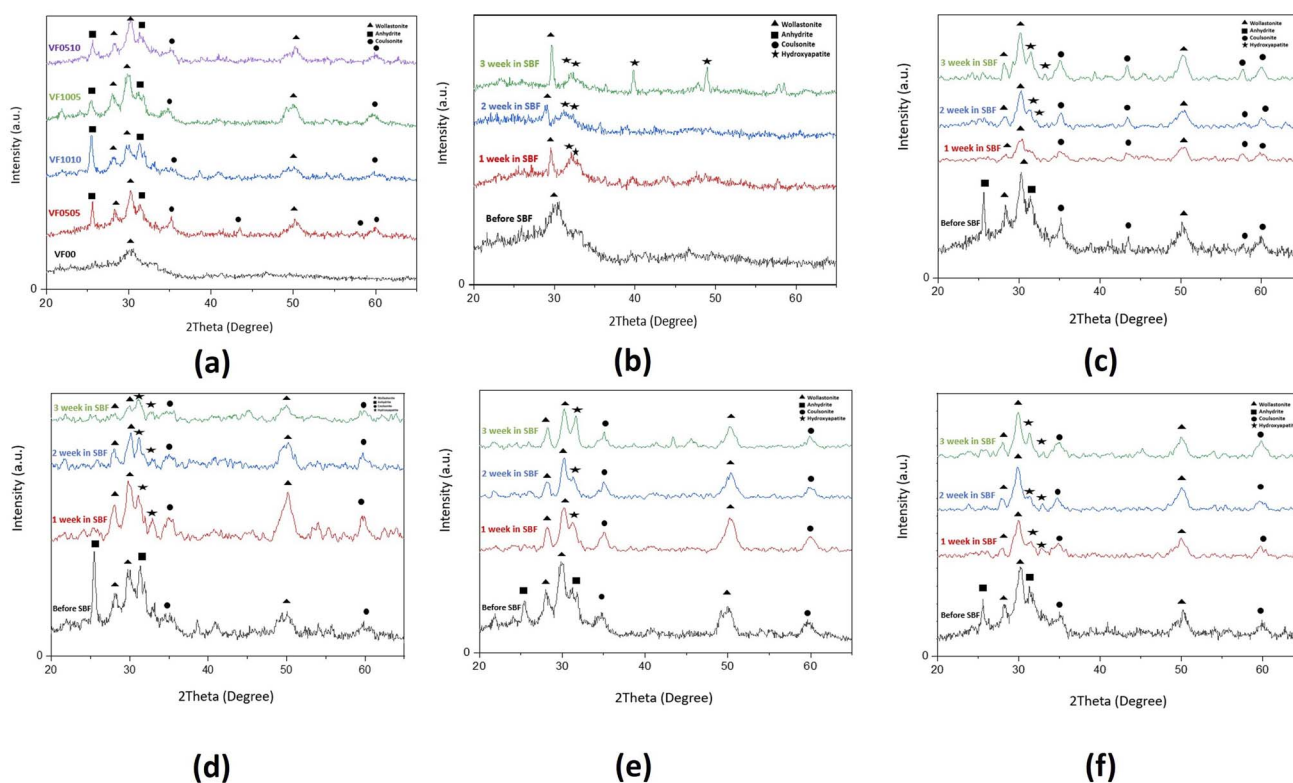 Wollastonite
Anhydrite
Coulsonite
VF0510
VF1005
VF1010
VF0505
VF00
Intensity (a.u.)
0
20 30 40 50 60
2Theta (Degree)
(a)
Wollastonite
Anhydrite
Coulsonite
Hydroxyapatite
3 week in SBF
2 week in SBF
1 week in SBF
Before SBF
Intensity (a.u.)
0
20 30 40 50 60
2Theta (Degree)
(b)
Wollastonite
Anhydrite
Coulsonite
Hydroxyapatite
3 week in SBF
2 week in SBF
1 week in SBF
Before SBF
Intensity (a.u.)
0
20 30 40 50 60
2Theta (Degree)
(c)
Wollastonite
Anhydrite
Coulsonite
Hydroxyapatite
3 week in SBF
2 week in SBF
1 week in SBF
Before SBF
Intensity (a.u.)
0
20 30 40 50 60
2Theta (Degree)
(d)
Wollastonite
Anhydrite
Coulsonite
Hydroxyapatite
3 week in SBF
2 week in SBF
1 week in SBF
Before SBF
Intensity (a.u.)
0
20 30 40 50 60
2Theta (Degree)
(e)
Wollastonite
Anhydrite
Coulsonite
Hydroxyapatite
3 week in SBF
2 week in SBF
1 week in SBF
Before SBF
Intensity (a.u.)
0
20 30 40 50 60
2Theta (Degree)
(f)